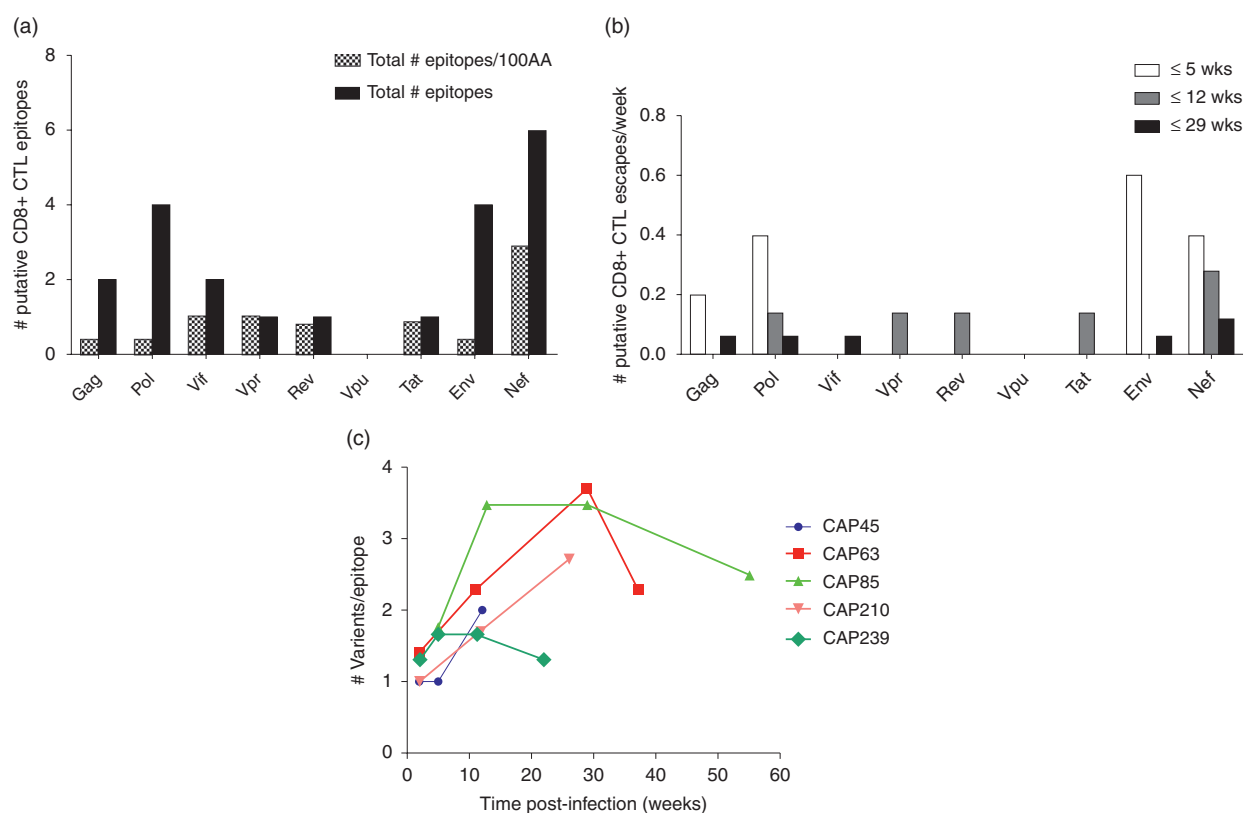 (a)
# putative CD8+ CTL epitopes
8
6
4
2
0
Total # epitopes/100AA
Total # epitopes
Gag Pol Vif Vpr Rev Vpu Tat Env Nef
(b)
# putative CD8+ CTL escapes/week
0.8
0.6
0.4
0.2
0.0
≤ 5 wks
≤ 12 wks
≤ 29 wks
Gag Pol Vif Vpr Rev Vpu Tat Env Nef
(c)
# Varients/epitope
4
3
2
1
0
0 10 20 30 40 50 60
Time post-infection (weeks)
CAP45
CAP63
CAP85
CAP210
CAP239